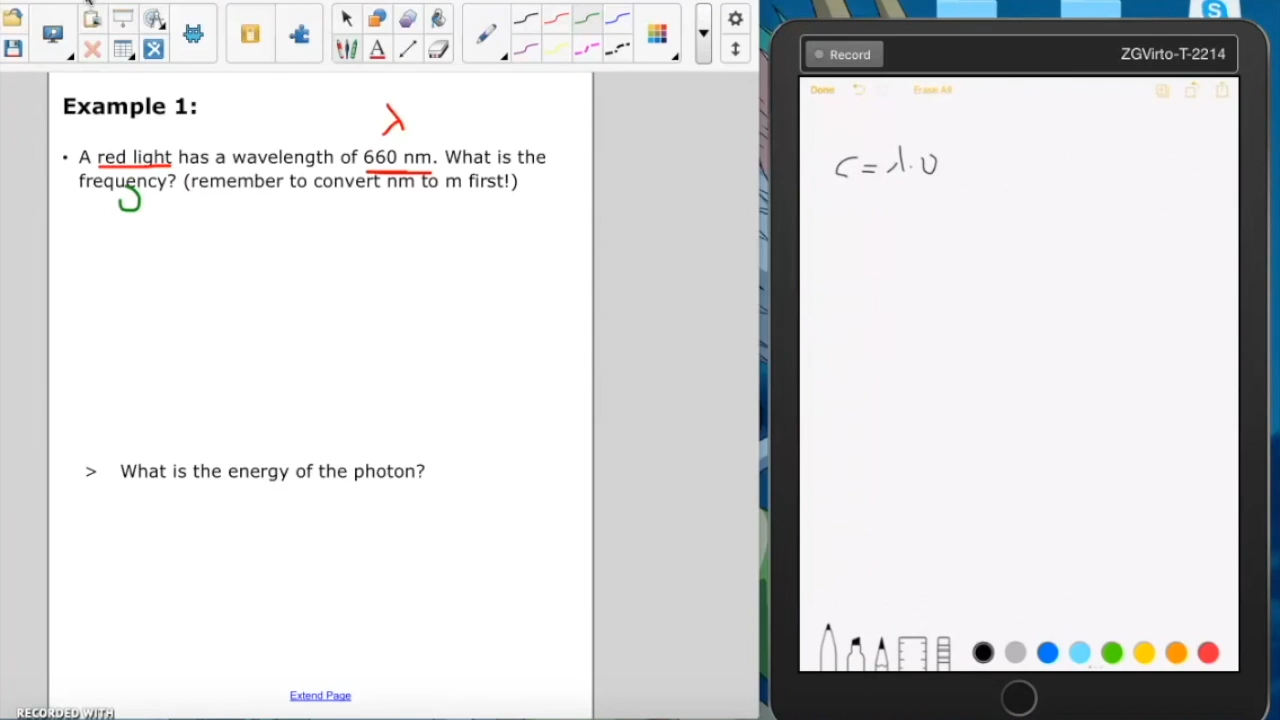 Record
ZGVirto-T-2214
Done
Erase All
Example 1:
λ
• A red light has a wavelength of 660 nm. What is the
frequency? (remember to convert nm to m first!)
υ
c = λ·υ
> What is the energy of the photon?
Extend Page
RECORDED WITH